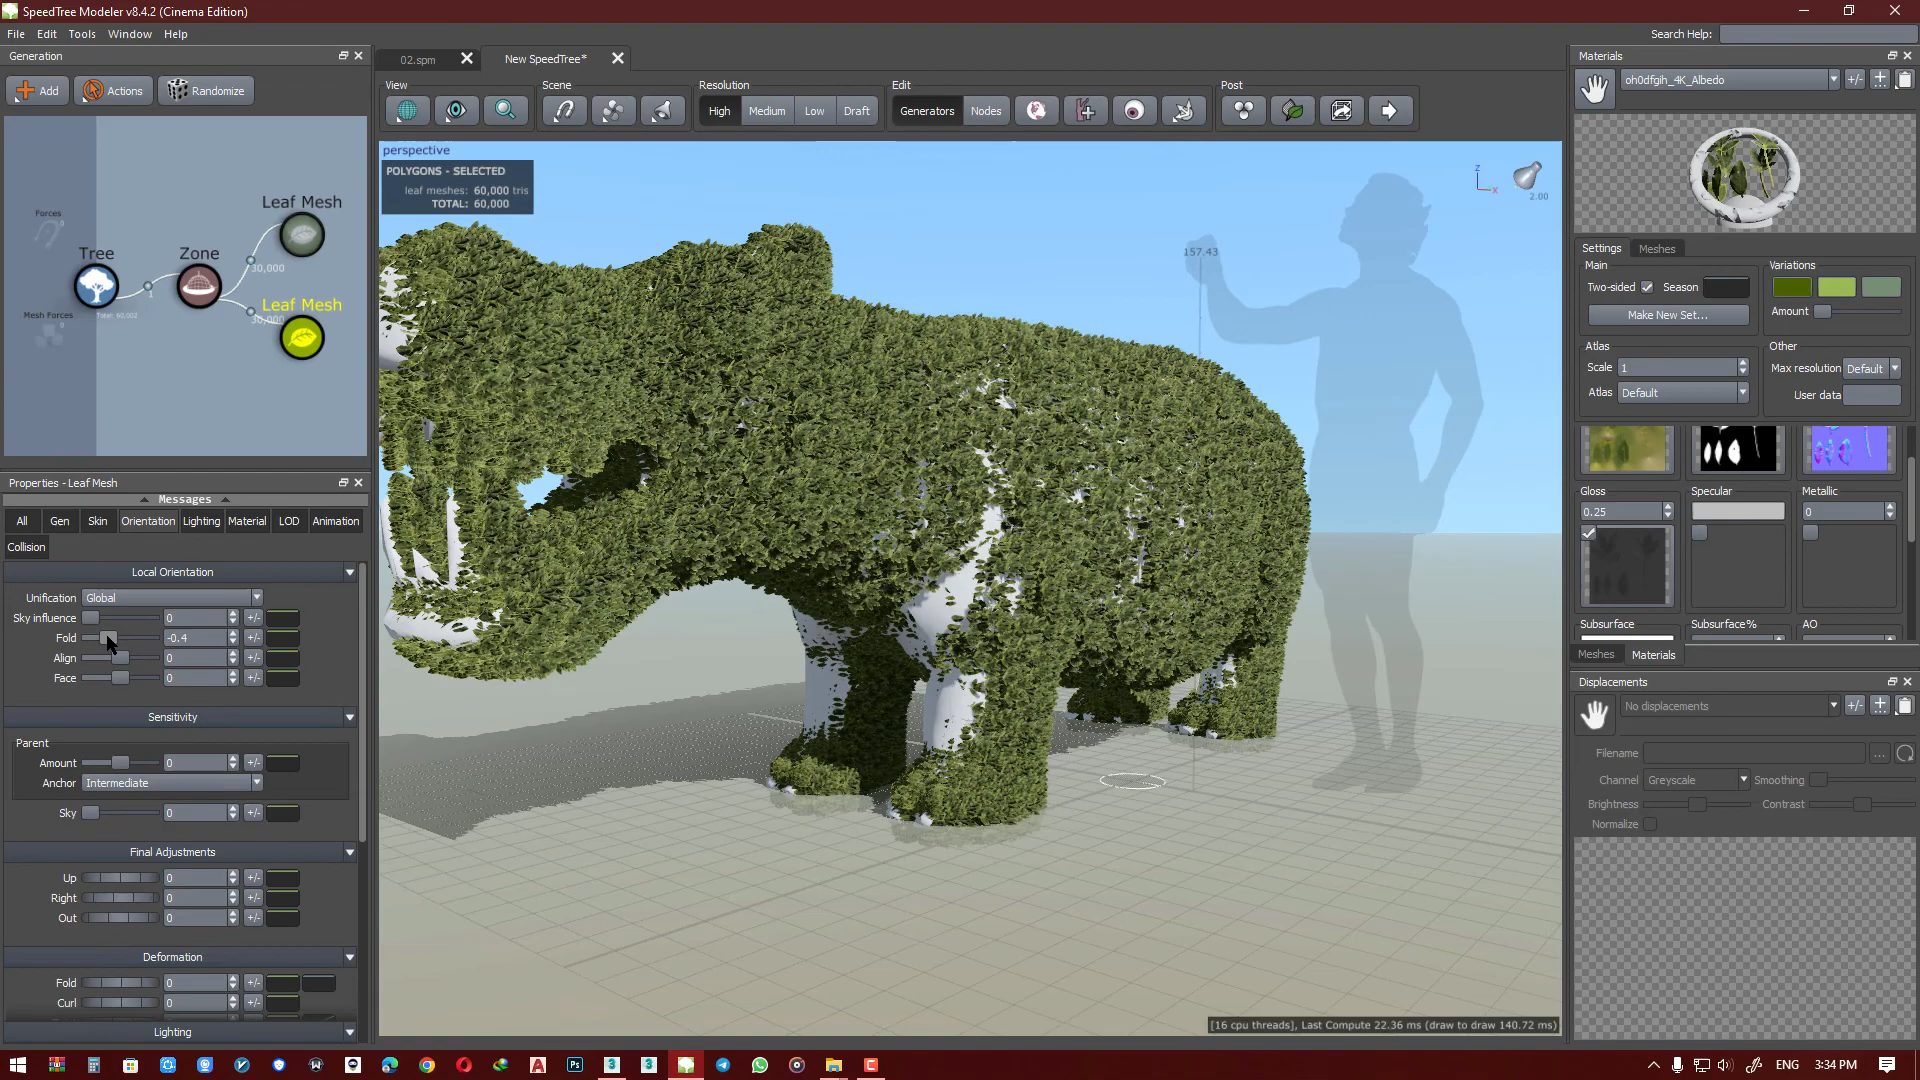 SpeedTree Modeler v8.4.2 (Cinema Edition)
File Edit Tools Window Help
Search Help:
Generation
Add Actions Randomize
Forces
0
Tree
Zone
Leaf Mesh
30,000
Leaf Mesh
30,000
1
Total: 60,002
Mesh Forces
0
Properties - Leaf Mesh
Messages
All Gen Skin Orientation Lighting Material LOD Animation
Collision
Local Orientation
Unification Global
Sky influence 0 +/-
Fold -0.4 +/-
Align 0 +/-
Face 0 +/-
Sensitivity
Parent
Amount 0 +/-
Anchor Intermediate
Sky 0 +/-
Final Adjustments
Up 0 +/-
Right 0 +/-
Out 0 +/-
Deformation
Fold 0 +/-
Curl 0 +/-
Lighting
02.spm
New SpeedTree*
View Scene Resolution Edit Post
High Medium Low Draft
Generators Nodes
perspective
POLYGONS - SELECTED
leaf meshes: 60,000 tris
TOTAL: 60,000
157.43
z
x
2.00
[16 cpu threads], Last Compute 22.36 ms (draw to draw 140.72 ms)
Materials
oh0dfgih_4K_Albedo +/-
Settings Meshes
Main Variations
Two-sided Season
Make New Set... Amount
Atlas Other
Scale 1 Max resolution Default
Atlas Default User data
Gloss Specular Metallic
0.25 0
Subsurface Subsurface% AO
Meshes Materials
Displacements
No displacements +/-
Filename ...
Channel Greyscale Smoothing
Brightness Contrast
Normalize
ENG 3:34 PM